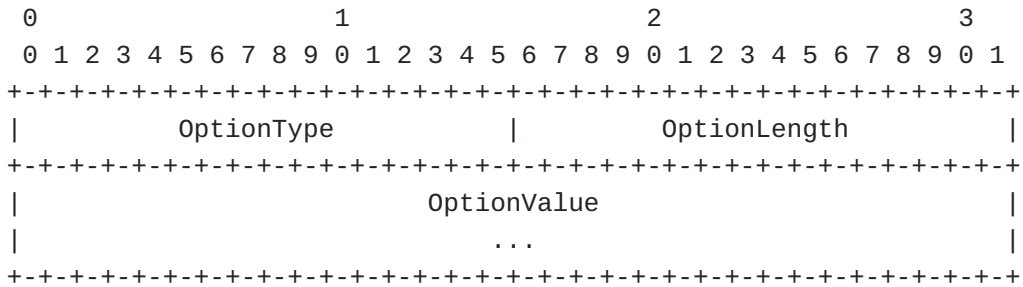 0                   1                   2                   3
 0 1 2 3 4 5 6 7 8 9 0 1 2 3 4 5 6 7 8 9 0 1 2 3 4 5 6 7 8 9 0 1
+-+-+-+-+-+-+-+-+-+-+-+-+-+-+-+-+-+-+-+-+-+-+-+-+-+-+-+-+-+-+-+-+
|          OptionType           |         OptionLength          |
+-+-+-+-+-+-+-+-+-+-+-+-+-+-+-+-+-+-+-+-+-+-+-+-+-+-+-+-+-+-+-+-+
|                          OptionValue                          |
|                              ...                              |
+-+-+-+-+-+-+-+-+-+-+-+-+-+-+-+-+-+-+-+-+-+-+-+-+-+-+-+-+-+-+-+-+